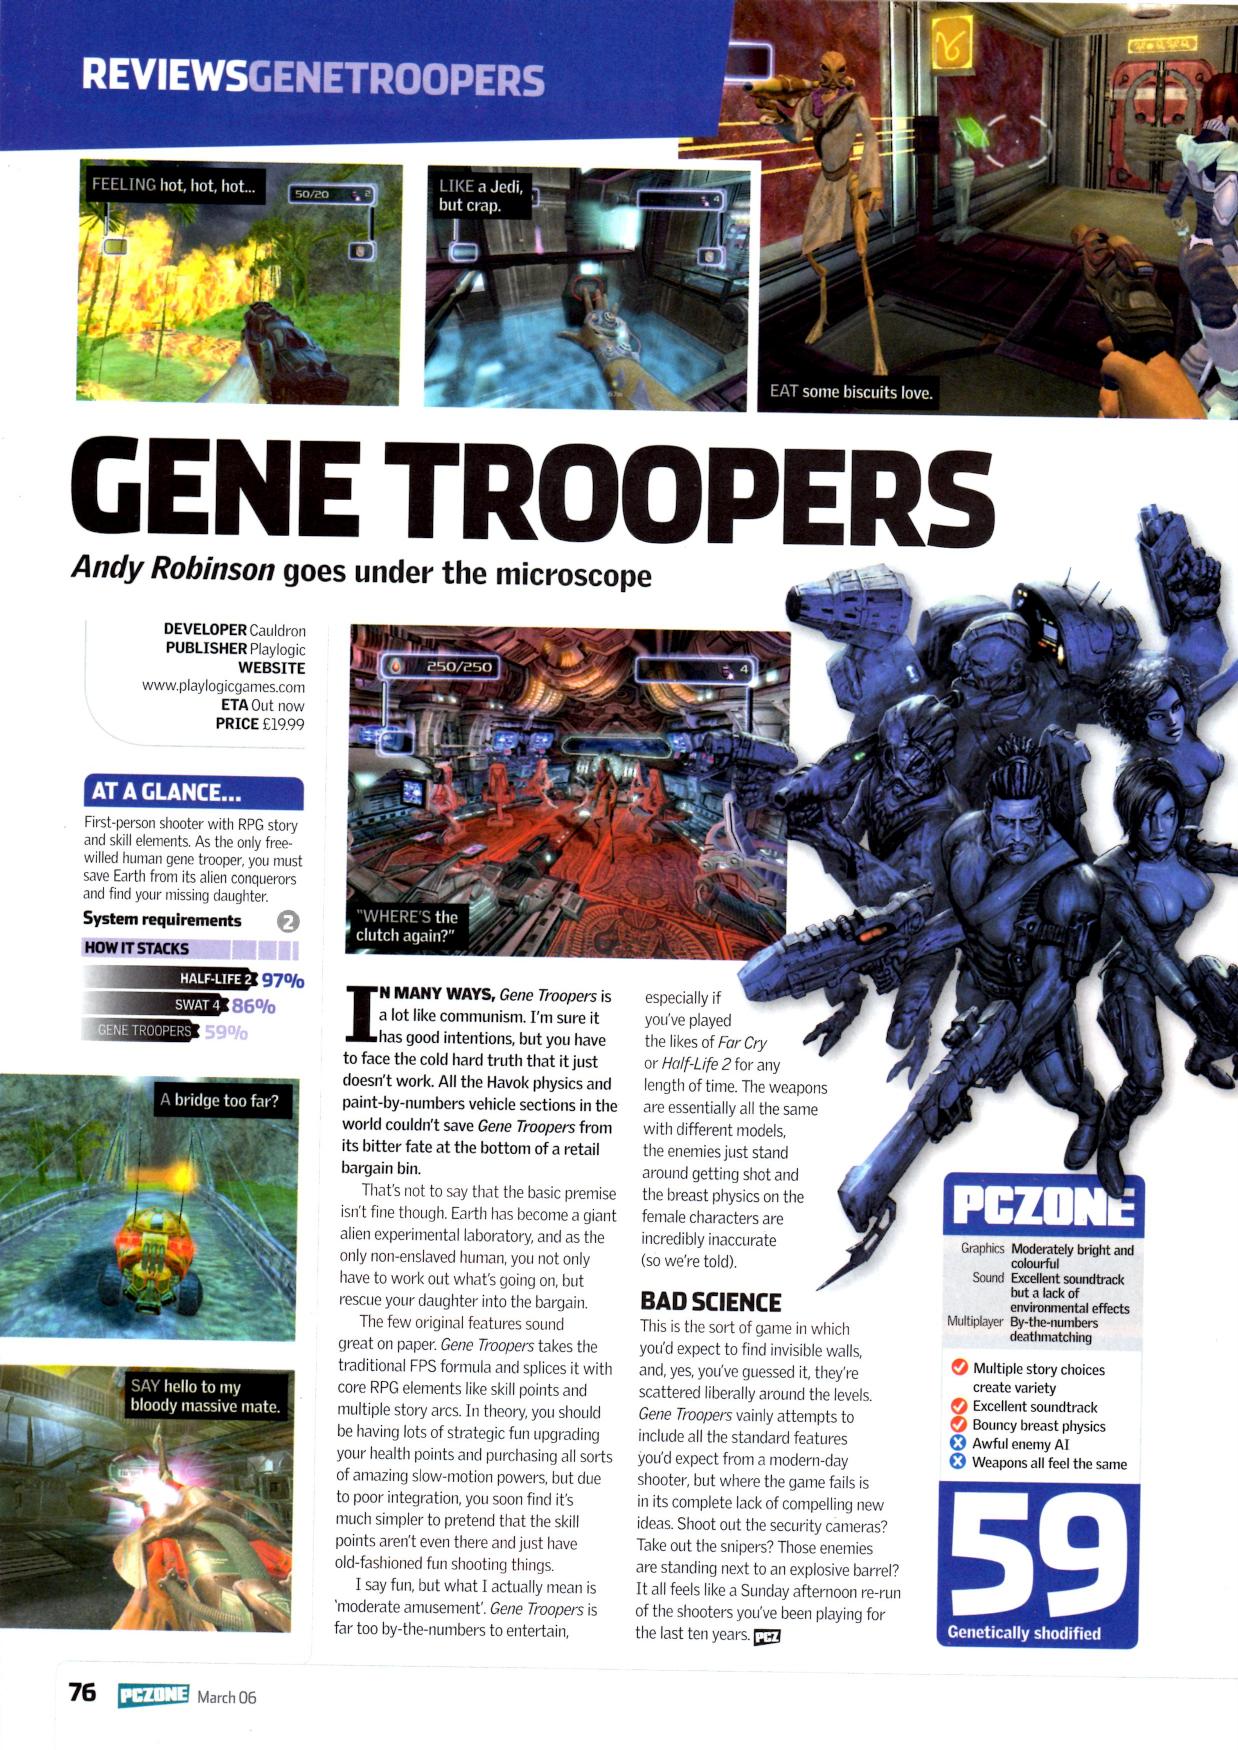 REVIEWSGENETROOPERS
FEELING hot, hot, hot...
50/20
2
LIKE a Jedi,
but crap.
4
EAT some biscuits love.
GENE TROOPERS
Andy Robinson goes under the microscope
DEVELOPER Cauldron
PUBLISHER Playlogic
WEBSITE
www.playlogicgames.com
ETA Out now
PRICE £19.99
AT A GLANCE...
First-person shooter with RPG story
and skill elements. As the only free-
willed human gene trooper, you must
save Earth from its alien conquerors
and find your missing daughter.
System requirements 2
HOW IT STACKS
HALF-LIFE 2 97%
SWAT 4 86%
GENE TROOPERS 59%
A bridge too far?
SAY hello to my
bloody massive mate.
250/250
4
"WHERE'S the
clutch again?"
IN MANY WAYS, Gene Troopers is
a lot like communism. I'm sure it
has good intentions, but you have
to face the cold hard truth that it just
doesn't work. All the Havok physics and
paint-by-numbers vehicle sections in the
world couldn't save Gene Troopers from
its bitter fate at the bottom of a retail
bargain bin.
That's not to say that the basic premise
isn't fine though. Earth has become a giant
alien experimental laboratory, and as the
only non-enslaved human, you not only
have to work out what's going on, but
rescue your daughter into the bargain.
The few original features sound
great on paper. Gene Troopers takes the
traditional FPS formula and splices it with
core RPG elements like skill points and
multiple story arcs. In theory, you should
be having lots of strategic fun upgrading
your health points and purchasing all sorts
of amazing slow-motion powers, but due
to poor integration, you soon find it's
much simpler to pretend that the skill
points aren't even there and just have
old-fashioned fun shooting things.
I say fun, but what I actually mean is
'moderate amusement'. Gene Troopers is
far too by-the-numbers to entertain,
especially if
you've played
the likes of Far Cry
or Half-Life 2 for any
length of time. The weapons
are essentially all the same
with different models,
the enemies just stand
around getting shot and
the breast physics on the
female characters are
incredibly inaccurate
(so we're told).
BAD SCIENCE
This is the sort of game in which
you'd expect to find invisible walls,
and, yes, you've guessed it, they're
scattered liberally around the levels.
Gene Troopers vainly attempts to
include all the standard features
you'd expect from a modern-day
shooter, but where the game fails is
in its complete lack of compelling new
ideas. Shoot out the security cameras?
Take out the snipers? Those enemies
are standing next to an explosive barrel?
It all feels like a Sunday afternoon re-run
of the shooters you've been playing for
the last ten years. PCZ
PCZONE
Graphics Moderately bright and
colourful
Sound Excellent soundtrack
but a lack of
environmental effects
Multiplayer By-the-numbers
deathmatching
Multiple story choices
create variety
Excellent soundtrack
Bouncy breast physics
Awful enemy AI
Weapons all feel the same
59
Genetically shodified
76 PCZONE March 06